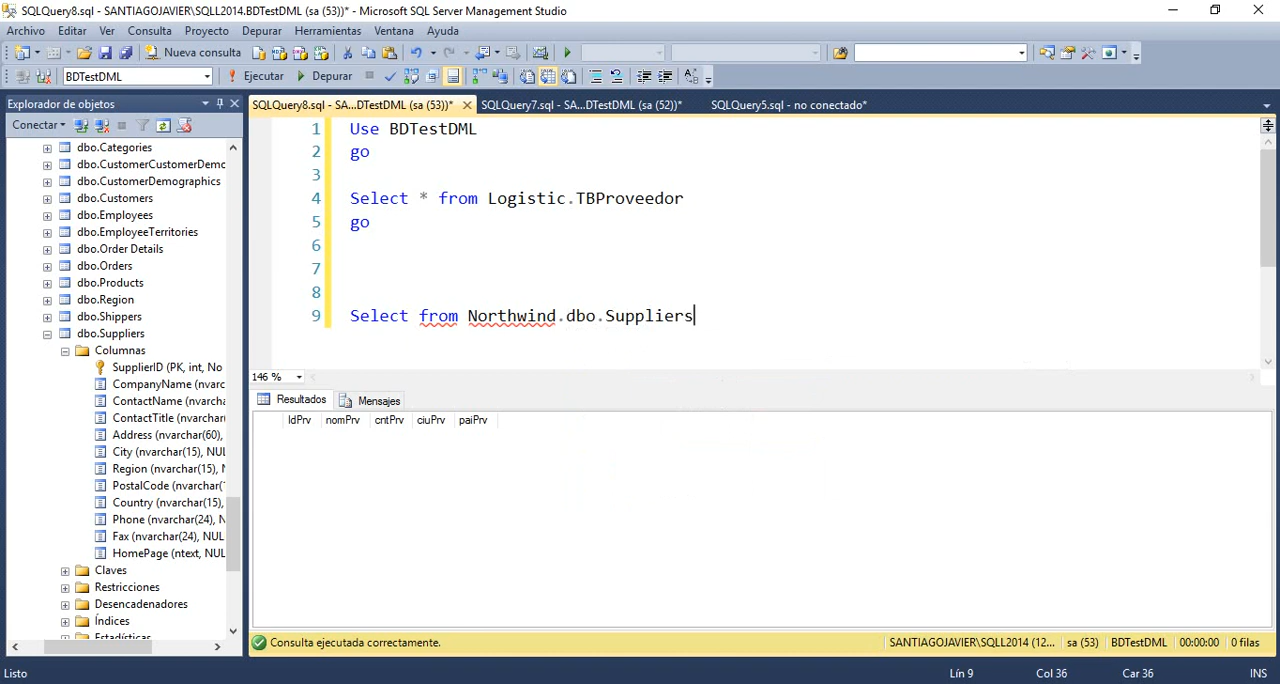 SQLQuery8.sql - SANTIAGOJAVIER\SQLL2014.BDTestDML (sa (53))* - Microsoft SQL Server Management Studio
Archivo Editar Ver Consulta Proyecto Depurar Herramientas Ventana Ayuda
Nueva consulta
BDTestDML Ejecutar Depurar
Explorador de objetos
SQLQuery8.sql - SA...DTestDML (sa (53))* SQLQuery7.sql - SA...DTestDML (sa (52))* SQLQuery5.sql - no conectado*
Conectar
dbo.Categories
dbo.CustomerCustomerDemo
dbo.CustomerDemographics
dbo.Customers
dbo.Employees
dbo.EmployeeTerritories
dbo.Order Details
dbo.Orders
dbo.Products
dbo.Region
dbo.Shippers
dbo.Suppliers
Columnas
SupplierID (PK, int, No
CompanyName (nvarc
ContactName (nvarcha
ContactTitle (nvarchar(
Address (nvarchar(60),
City (nvarchar(15), NUL
Region (nvarchar(15),
PostalCode (nvarchar(
Country (nvarchar(15),
Phone (nvarchar(24), N
Fax (nvarchar(24), NUL
HomePage (ntext, NUL
Claves
Restricciones
Desencadenadores
Índices
Estadísticas
1 Use BDTestDML
2 go
3
4 Select * from Logistic.TBProveedor
5 go
6
7
8
9 Select from Northwind.dbo.Suppliers
146 %
Resultados Mensajes
IdPrv nomPrv cntPrv ciuPrv paiPrv
Consulta ejecutada correctamente. SANTIAGOJAVIER\SQLL2014 (12... sa (53) BDTestDML 00:00:00 0 filas
Listo Lín 9 Col 36 Car 36 INS